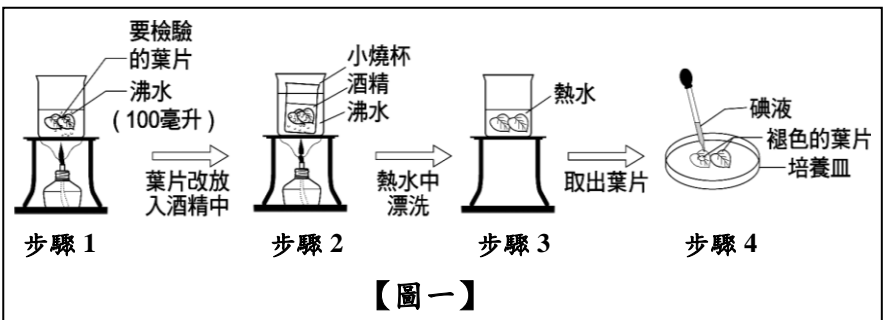 要檢驗
的葉片
沸水
(100毫升)
葉片改放
入酒精中
步驟1
小燒杯
酒精
沸水
熱水中
漂洗
步驟2
熱水
取出葉片
步驟3
碘液
褪色的葉片
培養皿
步驟4
【圖一】